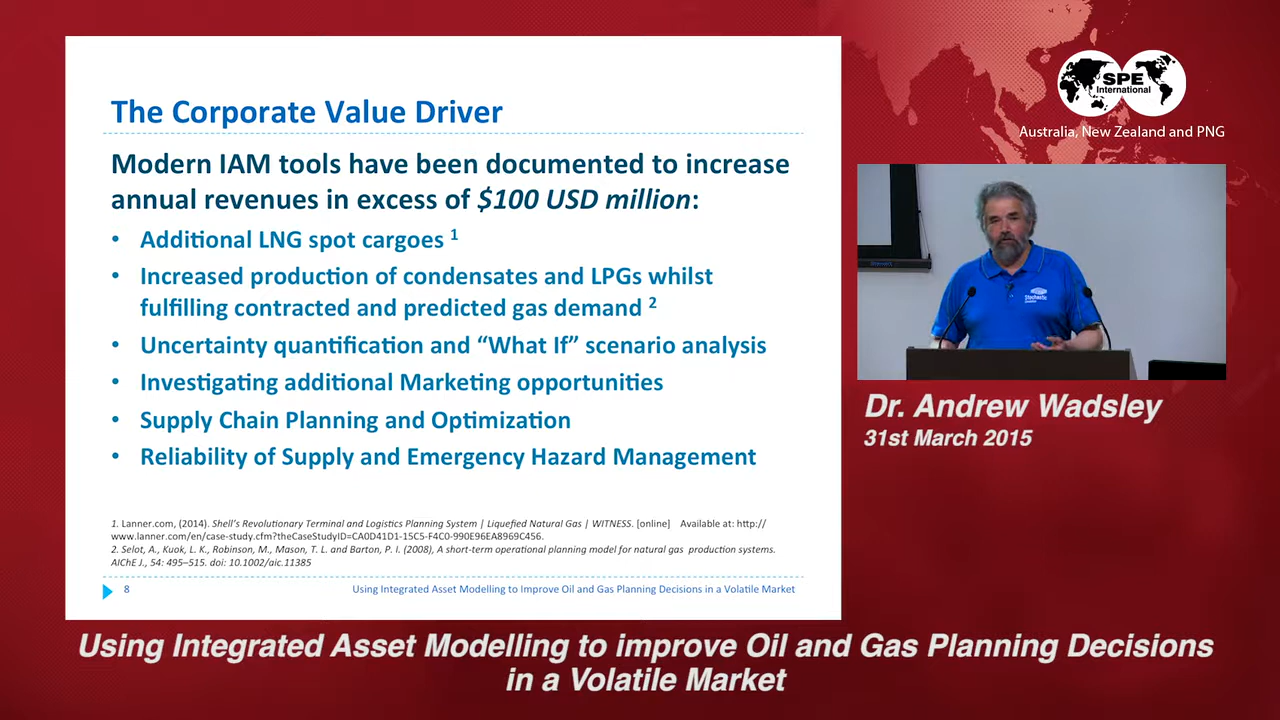 The Corporate Value Driver
Modern IAM tools have been documented to increase
annual revenues in excess of $100 USD million:
• Additional LNG spot cargoes 1
• Increased production of condensates and LPGs whilst
fulfilling contracted and predicted gas demand 2
• Uncertainty quantification and “What If” scenario analysis
• Investigating additional Marketing opportunities
• Supply Chain Planning and Optimization
• Reliability of Supply and Emergency Hazard Management
1. Lanner.com, (2014). Shell’s Revolutionary Terminal and Logistics Planning System | Liquefied Natural Gas | WITNESS. [online] Available at: http://
www.lanner.com/en/case-study.cfm?theCaseStudyID=CA0D41D1-15C5-F4C0-990E96EA8969C456.
2. Selot, A., Kuok, L. K., Robinson, M., Mason, T. L. and Barton, P. I. (2008), A short-term operational planning model for natural gas production systems.
AIChE J., 54: 495–515. doi: 10.1002/aic.11385
8
Using Integrated Asset Modelling to Improve Oil and Gas Planning Decisions in a Volatile Market
SPE
International
Australia, New Zealand and PNG
Stochastic
Dr. Andrew Wadsley
31st March 2015
Using Integrated Asset Modelling to improve Oil and Gas Planning Decisions
in a Volatile Market